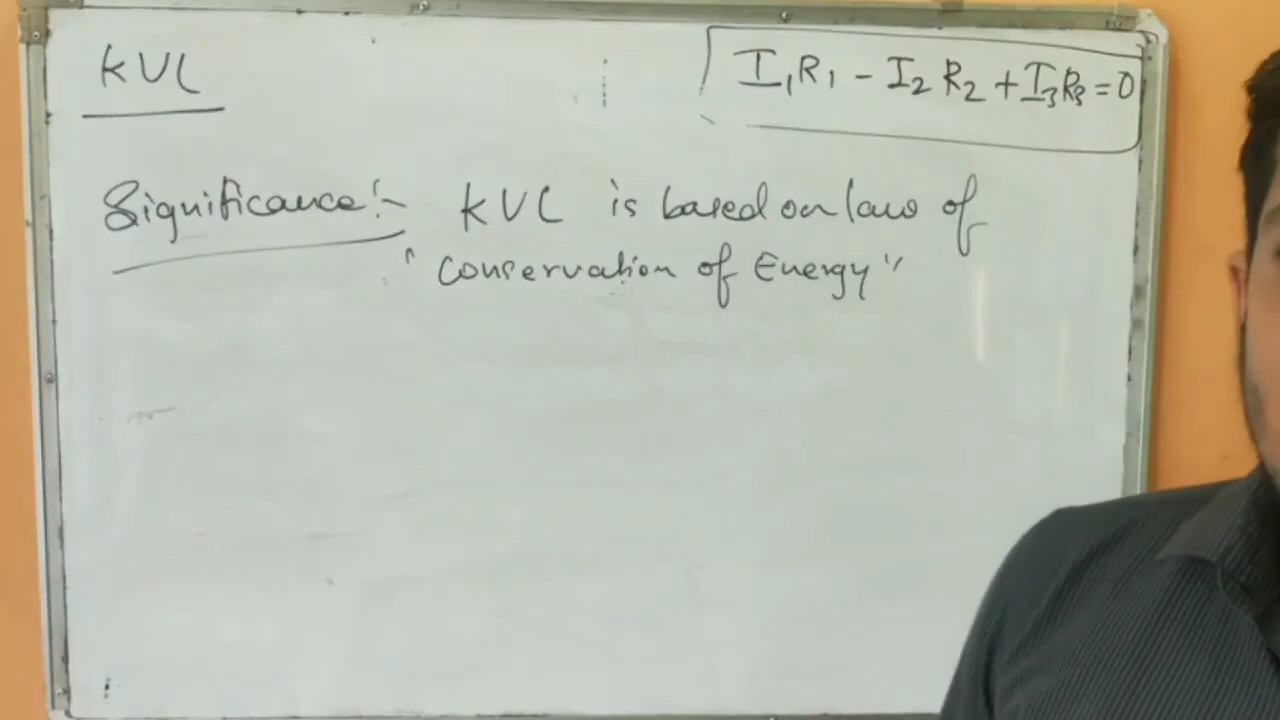 KVL
I₁R₁ - I₂R₂ + I₃R₃ = 0
Significance:- KVL is based on law of
"Conservation of Energy"